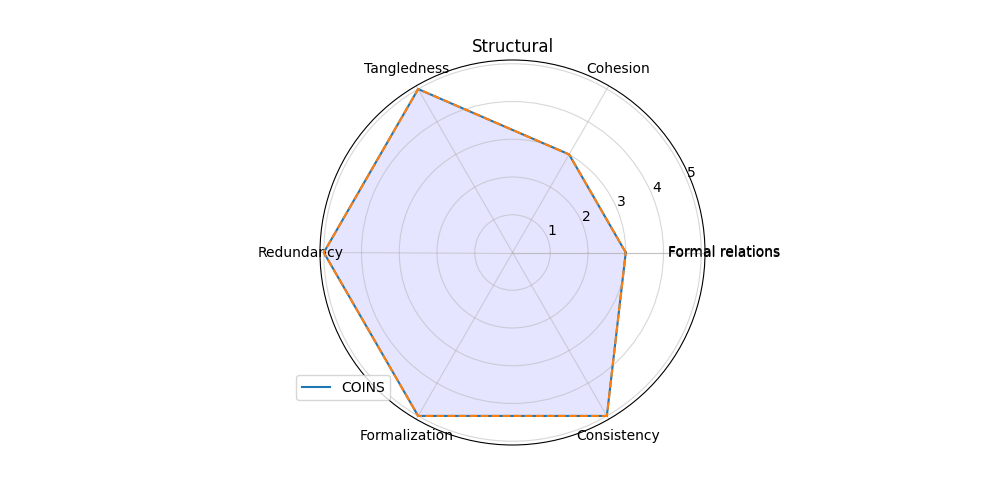 Structural
Tangledness
Cohesion
5
4
3
2
1
Redundancy
Formal relations
COINS
Formalization
Consistency